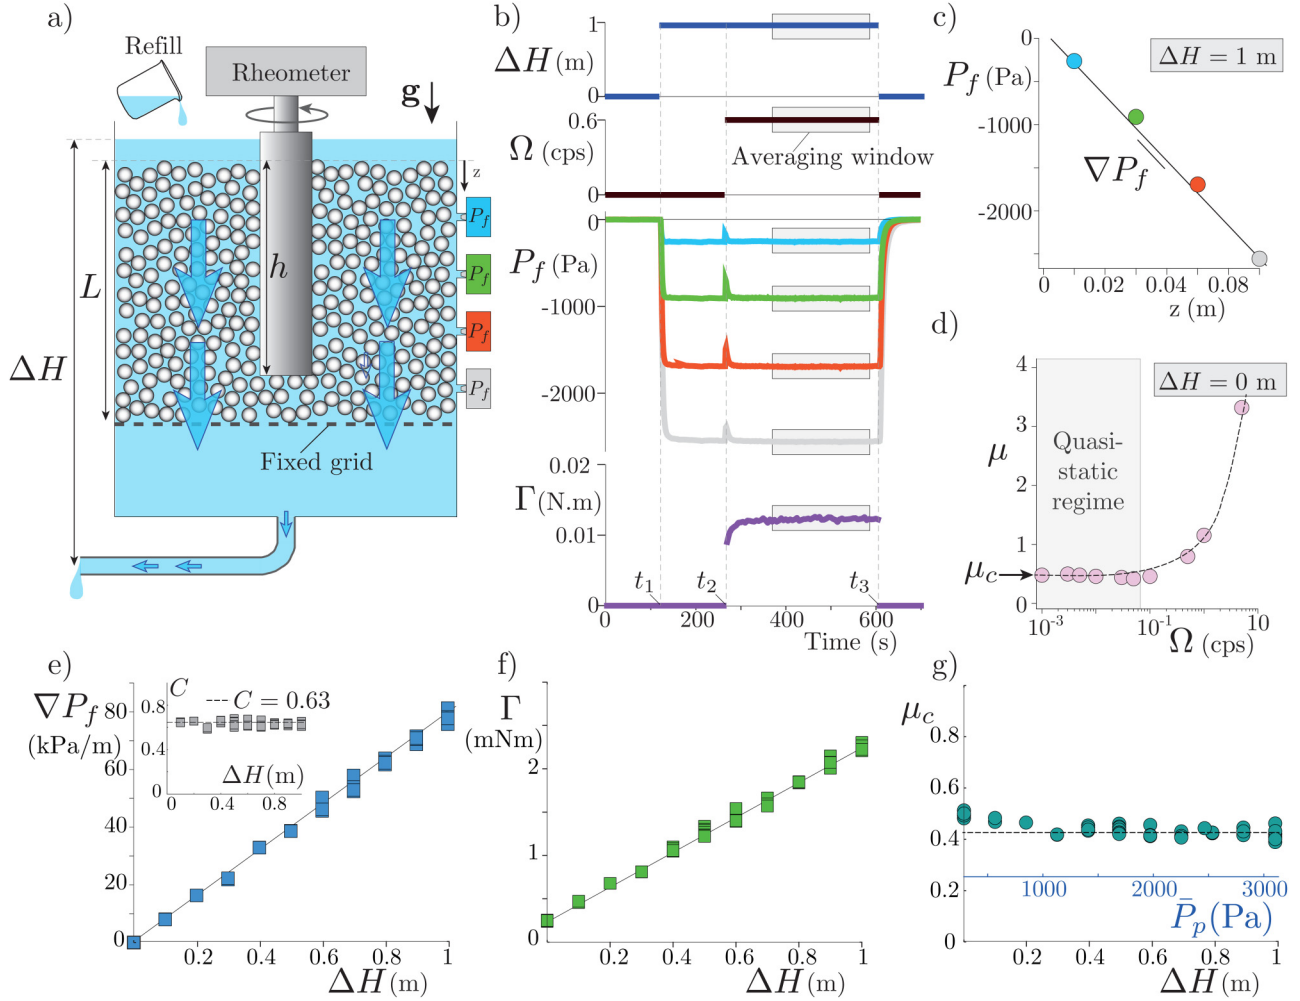 a)
Refill
Rheometer
g
z
P_f
P_f
P_f
P_f
h
L
ΔH
Fixed grid
b)
ΔH (m)
1
0
Ω (cps)
0.6
0
Averaging window
P_f (Pa)
0
-1000
-2000
Γ (N.m)
0.02
0.01
0
t_1
t_2
t_3
0 200 400 600
Time (s)
c)
P_f (Pa)
ΔH = 1 m
0
-1000
-2000
∇P_f
0 0.02 0.04 0.06 0.08
z (m)
d)
ΔH = 0 m
μ
4
3
2
1
0
Quasi-
static
regime
μ_c
10^-3 10^-1 10
Ω (cps)
e)
∇P_f
(kPa/m)
80
60
40
20
0
C
0.8
0.4
0
C = 0.63
ΔH (m)
0 0.4 0.8
0.2 0.4 0.6 0.8 1
ΔH (m)
f)
Γ
(mNm)
2
1
0
0.2 0.4 0.6 0.8 1
ΔH (m)
g)
μ_c
0.8
0.6
0.4
0.2
0
1000 2000 3000
P̄_p (Pa)
0.2 0.4 0.6 0.8 1
ΔH (m)